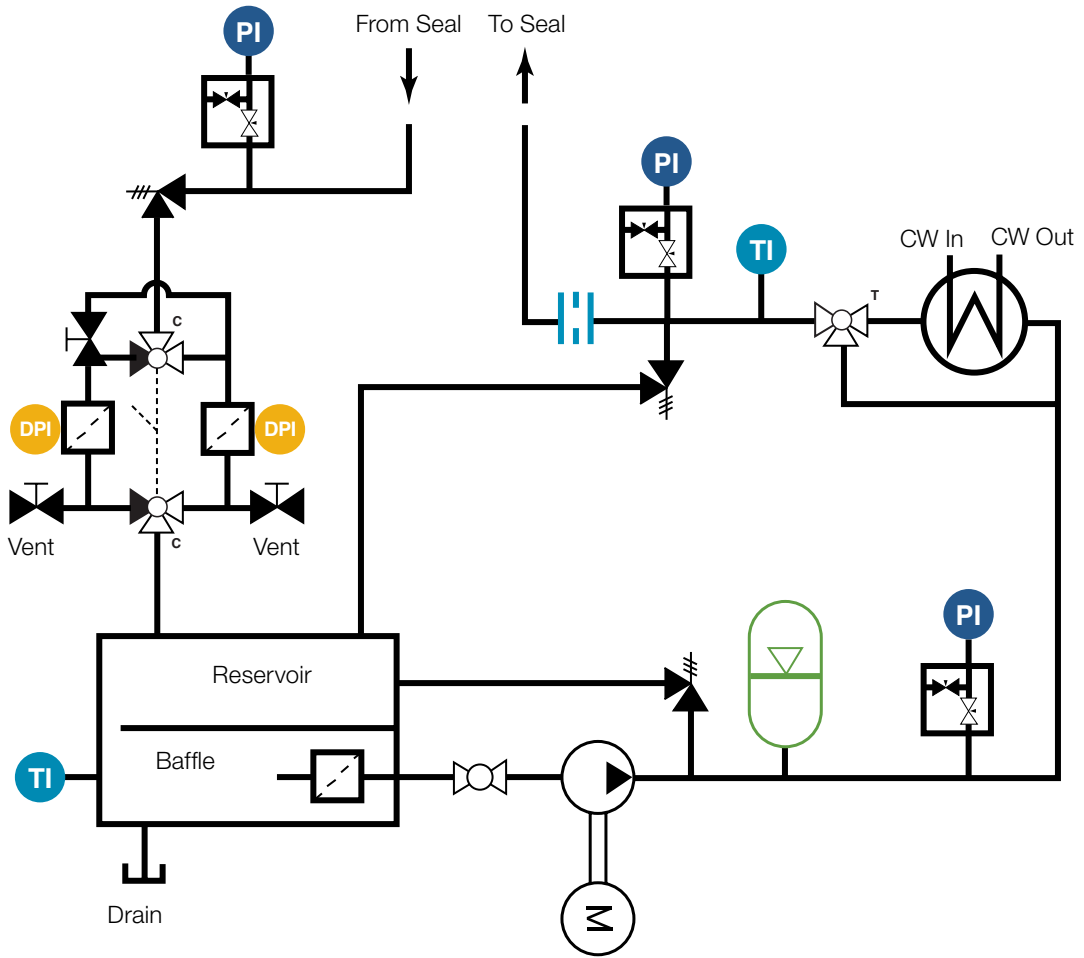 PI
From Seal
To Seal
PI
TI
CW In
CW Out
T
C
DPI
DPI
C
Vent
Vent
PI
Reservoir
Baffle
TI
Drain
M